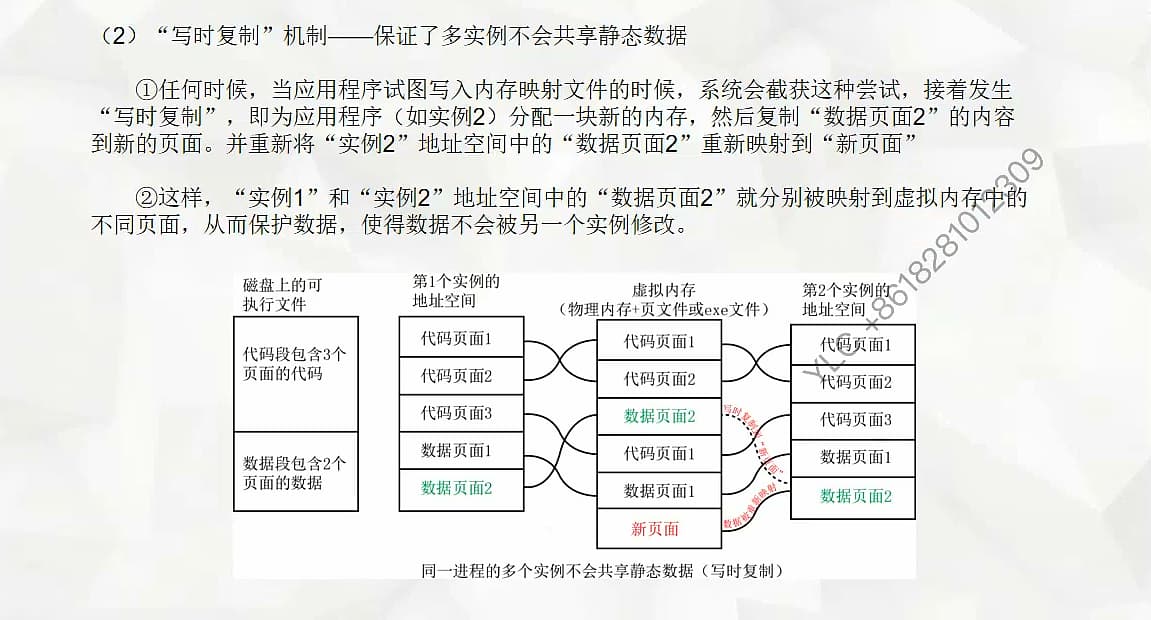 （2）“写时复制”机制——保证了多实例不会共享静态数据
①任何时候，当应用程序试图写入内存映射文件的时候，系统会截获这种尝试，接着发生
“写时复制”，即为应用程序（如实例2）分配一块新的内存，然后复制“数据页面2”的内容
到新的页面。并重新将“实例2”地址空间中的“数据页面2”重新映射到“新页面”
②这样，“实例1”和“实例2”地址空间中的“数据页面2”就分别被映射到虚拟内存中的
不同页面，从而保护数据，使得数据不会被另一个实例修改。
磁盘上的可
执行文件
代码段包含3个
页面的代码
数据段包含2个
页面的数据
第1个实例的
地址空间
代码页面1
代码页面2
代码页面3
数据页面1
数据页面2
虚拟内存
（物理内存+页文件或exe文件）
代码页面1
代码页面2
数据页面2
代码页面1
数据页面1
新页面
数据被重新映射
第2个实例的
地址空间
代码页面1
代码页面2
代码页面3
数据页面1
数据页面2
同一进程的多个实例不会共享静态数据（写时复制）
YLC +8618281012309